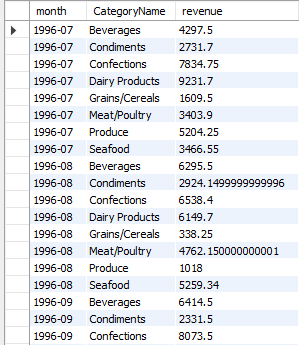 month CategoryName revenue
1996-07 Beverages 4297.5
1996-07 Condiments 2731.7
1996-07 Confections 7834.75
1996-07 Dairy Products 9231.7
1996-07 Grains/Cereals 1609.5
1996-07 Meat/Poultry 3403.9
1996-07 Produce 5204.25
1996-07 Seafood 3466.55
1996-08 Beverages 6295.5
1996-08 Condiments 2924.1499999999996
1996-08 Confections 6538.4
1996-08 Dairy Products 6149.7
1996-08 Grains/Cereals 338.25
1996-08 Meat/Poultry 4762.150000000001
1996-08 Produce 1018
1996-08 Seafood 5259.34
1996-09 Beverages 6414.5
1996-09 Condiments 2331.5
1996-09 Confections 8073.5